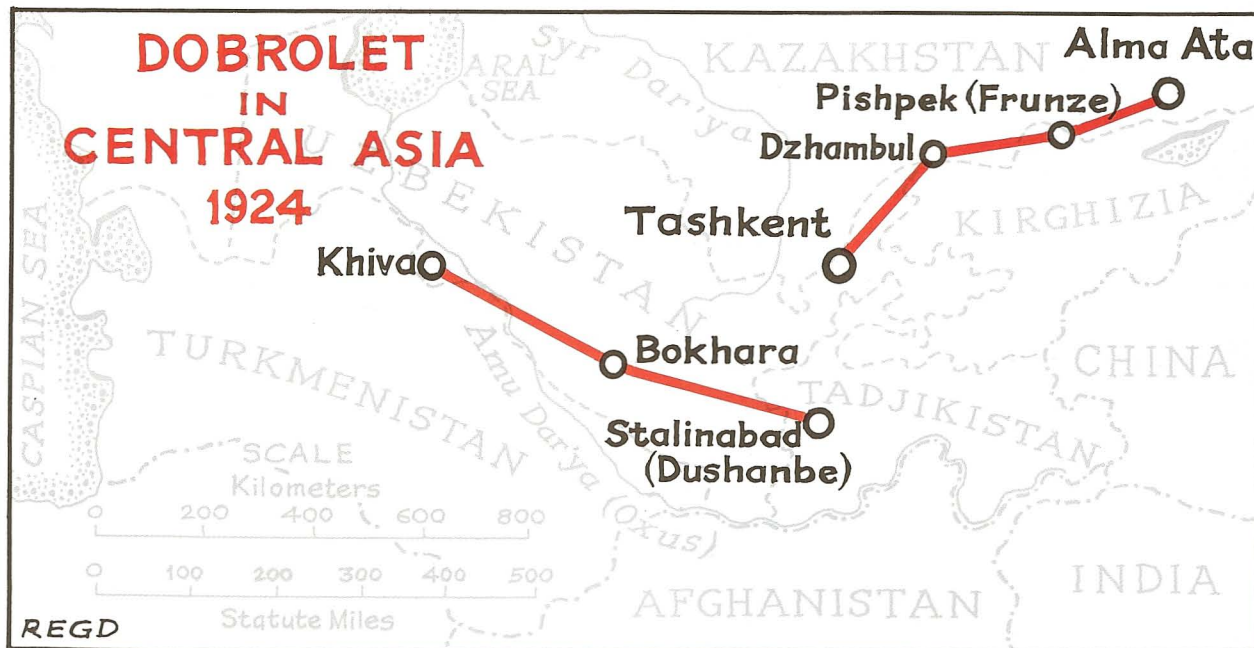 DOBROLET
IN
CENTRAL ASIA
1924
ARAL
SEA
Syr Dar'ya
KAZAKHSTAN
Alma Ata
Pishpek (Frunze)
Dzhambul
UZBEKISTAN
KIRGHIZIA
Tashkent
Khiva
CASPIAN SEA
TURKMENISTAN
Amu Darya (Oxus)
Bokhara
CHINA
TADJIKISTAN
Stalinabad
(Dushanbe)
SCALE
Kilometers
0 200 400 600 800
0 100 200 300 400 500
Statute Miles
AFGHANISTAN
INDIA
REGD